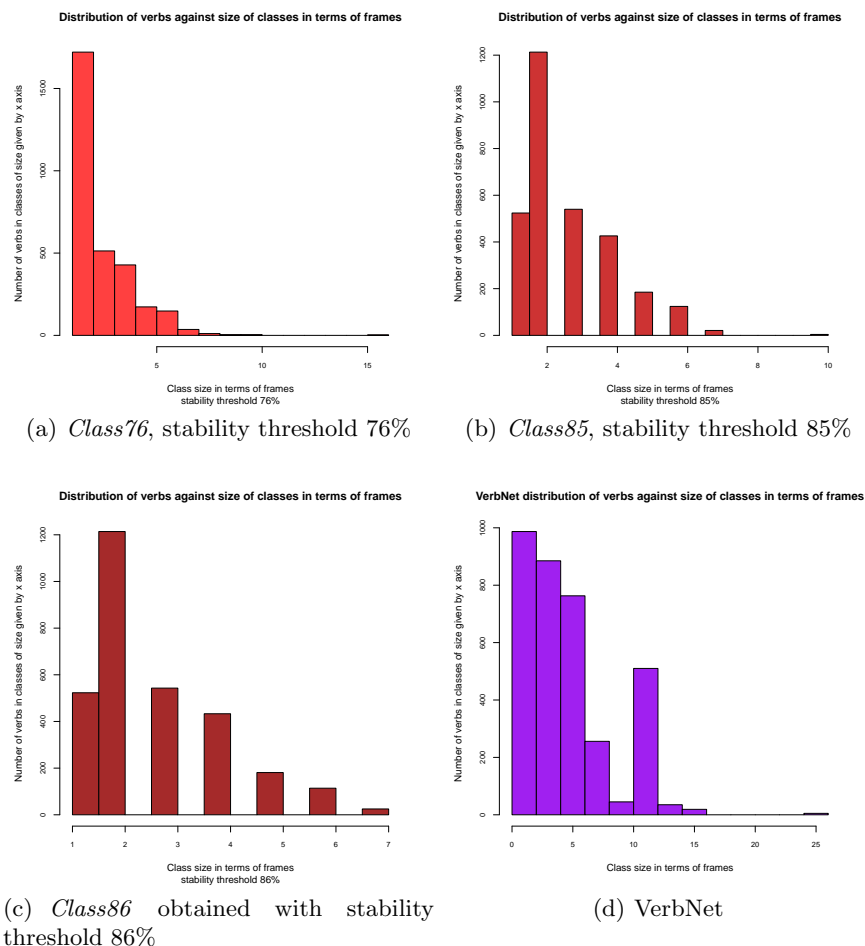 Distribution of verbs against size of classes in terms of frames
Number of verbs in classes of size given by x axis
0
500
1000
1500
5
10
15
Class size in terms of frames
stability threshold 76%
(a) Class76, stability threshold 76%
Distribution of verbs against size of classes in terms of frames
Number of verbs in classes of size given by x axis
0
200
400
600
800
1000
1200
2
4
6
8
10
Class size in terms of frames
stability threshold 85%
(b) Class85, stability threshold 85%
Distribution of verbs against size of classes in terms of frames
Number of verbs in classes of size given by x axis
0
200
400
600
800
1000
1200
1
2
3
4
5
6
7
Class size in terms of frames
stability threshold 86%
(c) Class86 obtained with stability
threshold 86%
VerbNet distribution of verbs against size of classes in terms of frames
Number of verbs in classes of size given by x axis
0
200
400
600
800
1000
0
5
10
15
20
25
Class size in terms of frames
(d) VerbNet